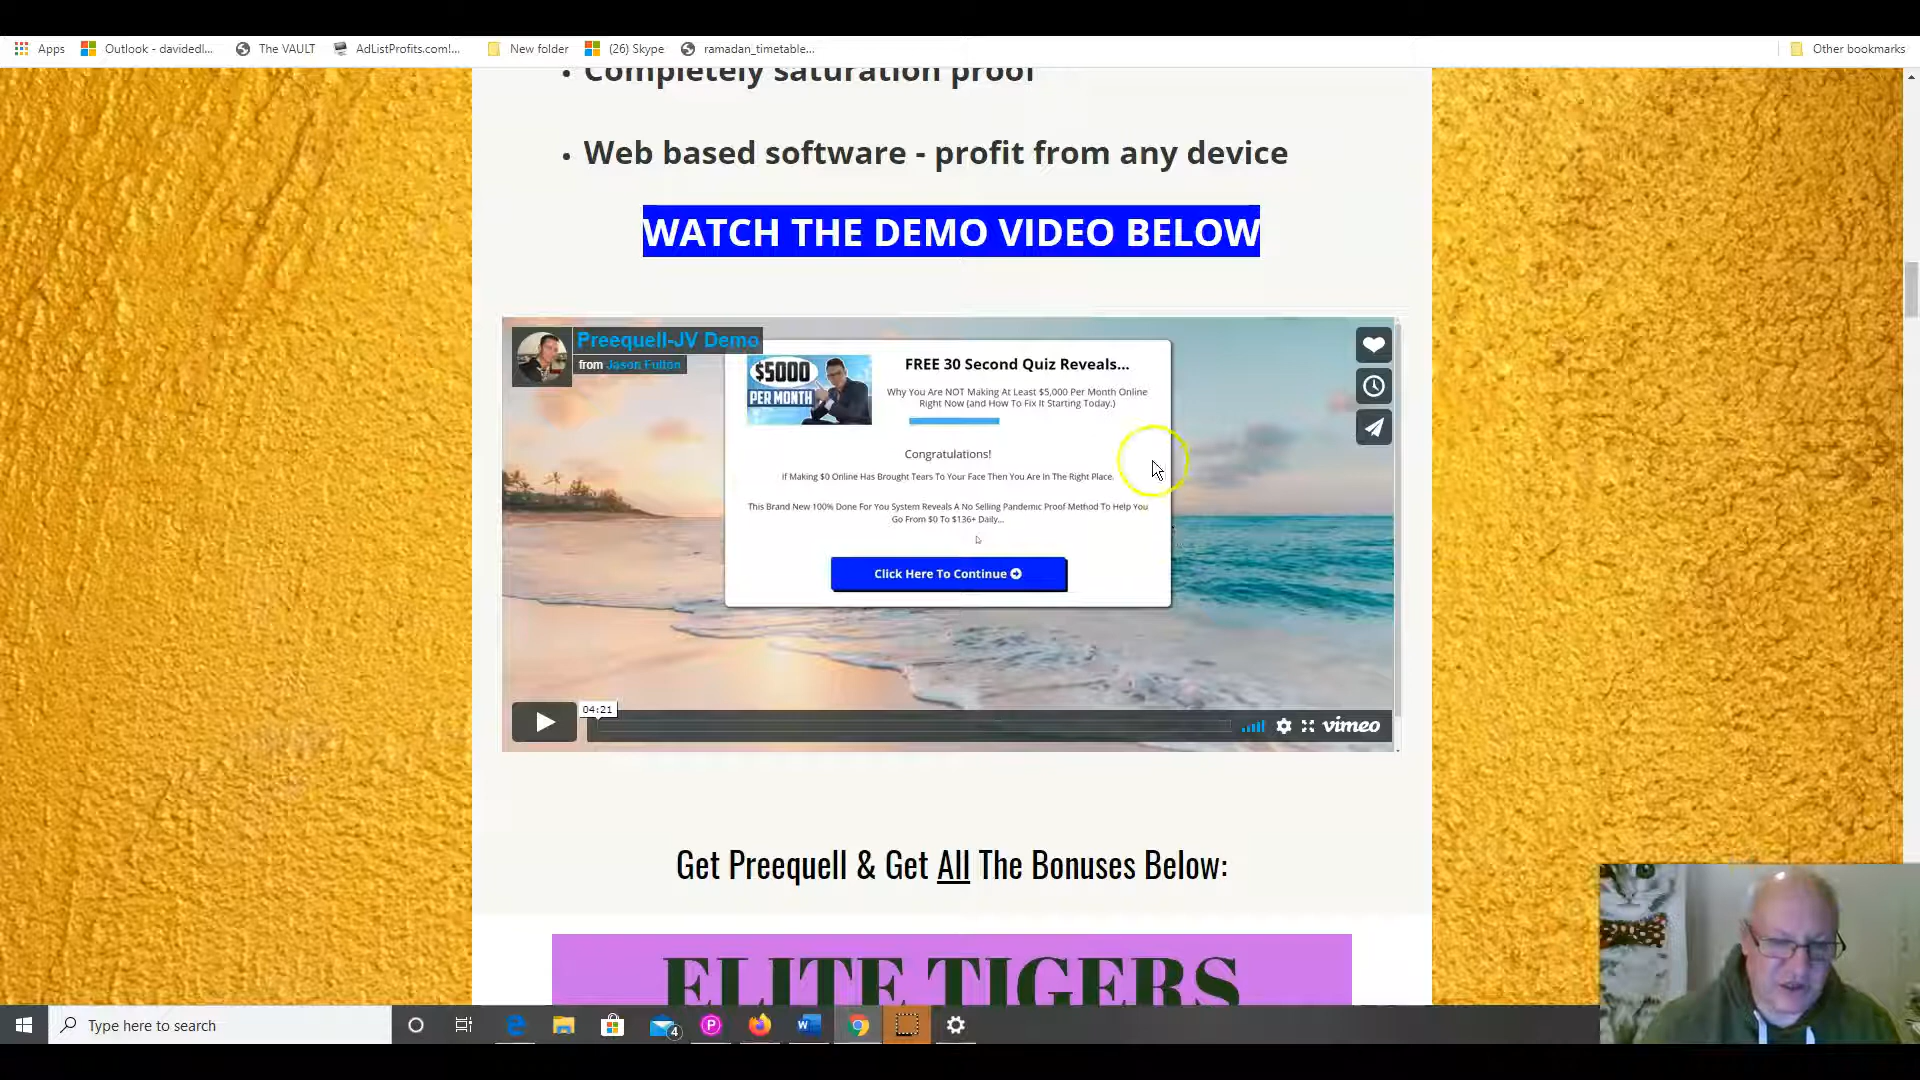 Apps
Outlook - davidedl...
The VAULT
AdListProfits.com!...
New folder
(26) Skype
ramadan_timetable...
Other bookmarks
Completely saturation proof
Web based software - profit from any device
WATCH THE DEMO VIDEO BELOW
Preequell-JV Demo
from Jason Fulton
$5000
PER MONTH
FREE 30 Second Quiz Reveals...
Why You Are NOT Making At Least $5,000 Per Month Online
Right Now (and How To Fix It Starting Today.)
Congratulations!
If Making $0 Online Has Brought Tears To Your Face Then You Are In The Right Place.
This Brand New 100% Done For You System Reveals A No Selling Pandemic Proof Method To Help You
Go From $0 To $136+ Daily...
Click Here To Continue
04:21
vimeo
Get Preequell & Get All The Bonuses Below:
ELITE TIGERS
Type here to search
4